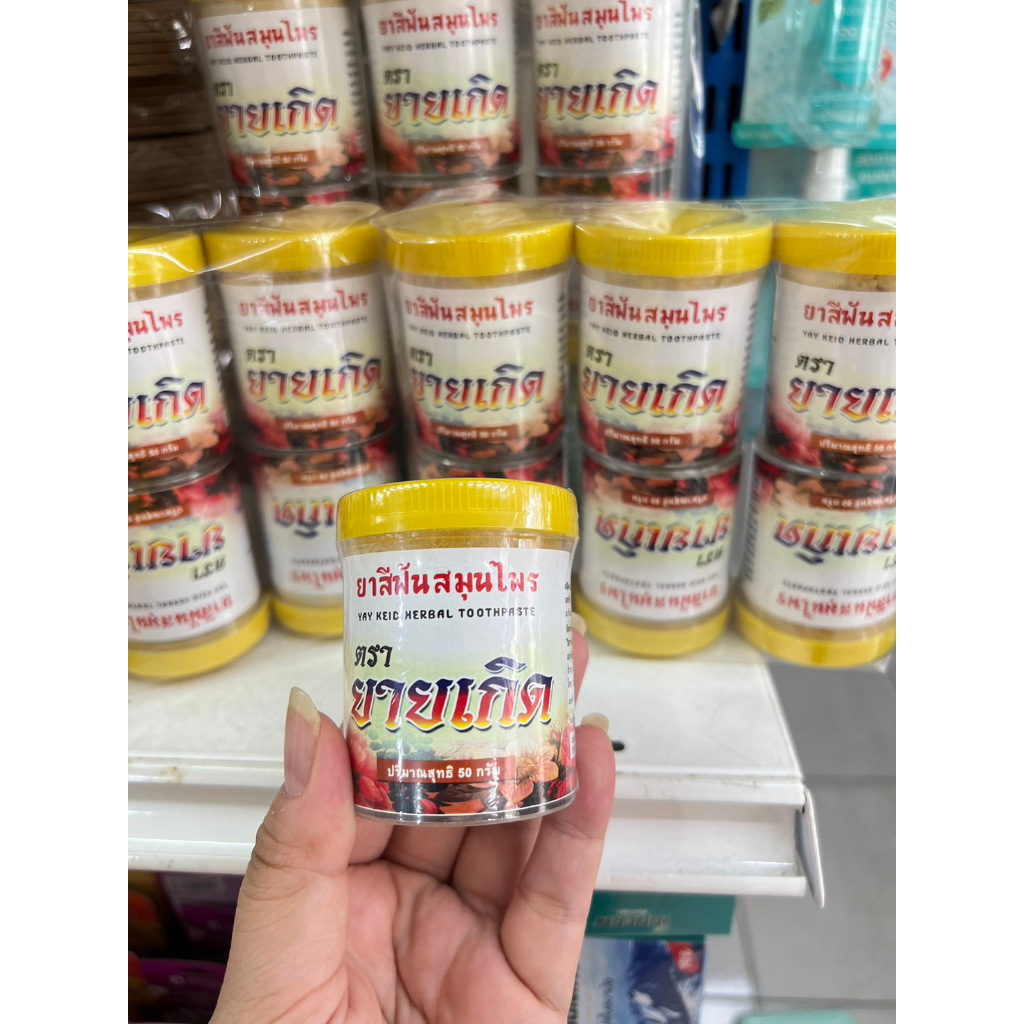 ยาสีฟันสมุนไพร
YAY KEID HERBAL TOOTHPASTE
ตรา
ยายเกิด
ปริมาณสุทธิ 50 กรัม